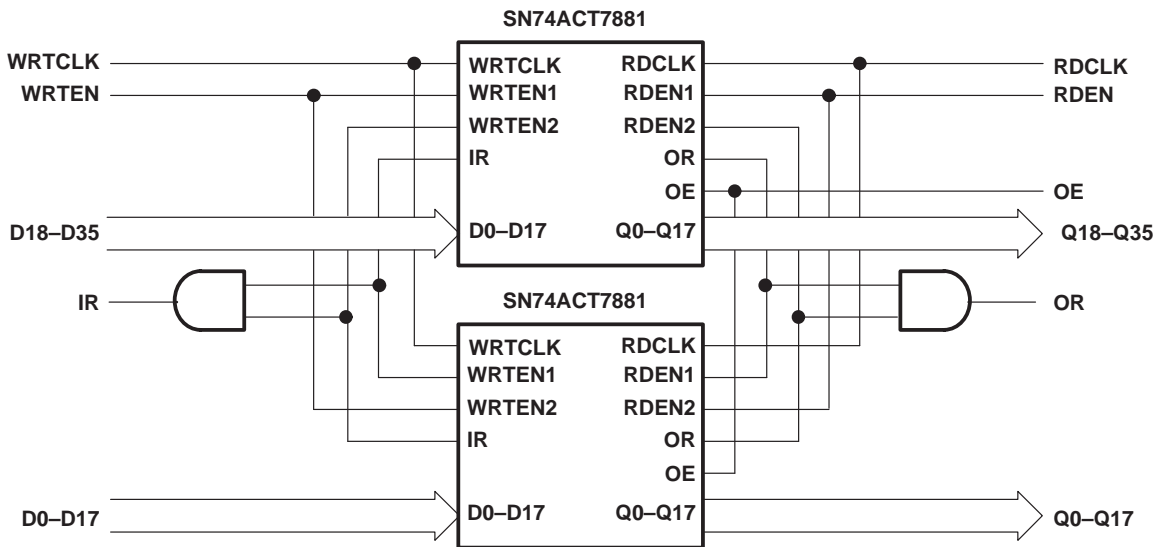 SN74ACT7881
WRTCLK
WRTEN
WRTCLK
WRTEN1
WRTEN2
IR
D0–D17
RDCLK
RDEN1
RDEN2
OR
OE
Q0–Q17
RDCLK
RDEN
OE
D18–D35
Q18–Q35
IR
OR
SN74ACT7881
WRTCLK
WRTEN1
WRTEN2
IR
D0–D17
RDCLK
RDEN1
RDEN2
OR
OE
Q0–Q17
D0–D17
Q0–Q17